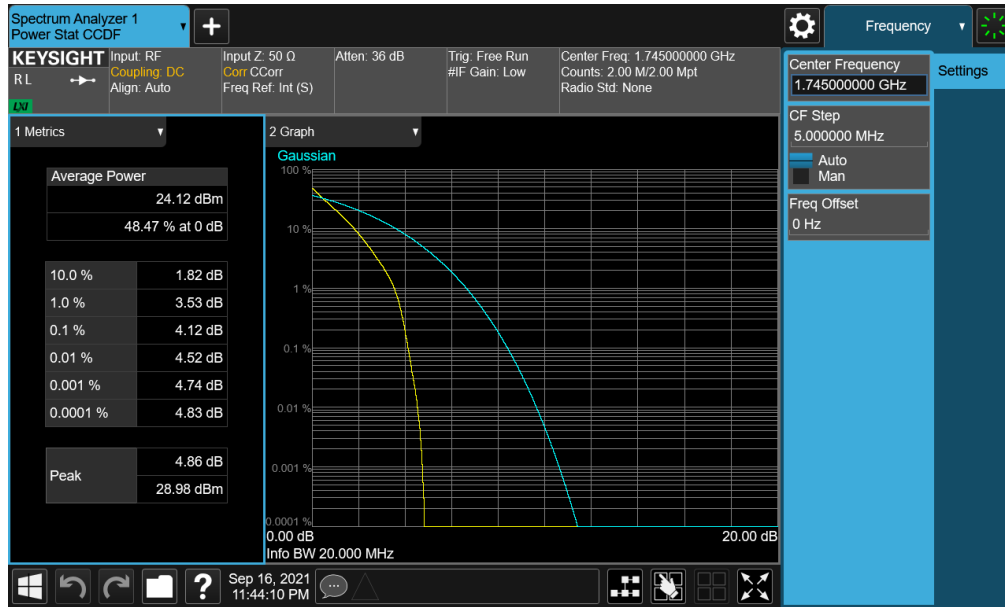 Spectrum Analyzer 1
Power Stat CCDF
Frequency
KEYSIGHT
R L
LXI
Input: RF
Coupling: DC
Align: Auto
Input Z: 50 Ω
Corr CCorr
Freq Ref: Int (S)
Atten: 36 dB
Trig: Free Run
#IF Gain: Low
Center Freq: 1.745000000 GHz
Counts: 2.00 M/2.00 Mpt
Radio Std: None
Center Frequency
1.745000000 GHz
Settings
CF Step
5.000000 MHz
Auto
Man
Freq Offset
0 Hz
1 Metrics
Average Power
24.12 dBm
48.47 % at 0 dB
10.0 % 1.82 dB
1.0 % 3.53 dB
0.1 % 4.12 dB
0.01 % 4.52 dB
0.001 % 4.74 dB
0.0001 % 4.83 dB
Peak
4.86 dB
28.98 dBm
2 Graph
Gaussian
100 %
10 %
1 %
0.1 %
0.01 %
0.001 %
0.0001 %
0.00 dB 20.00 dB
Info BW 20.000 MHz
?
Sep 16, 2021
11:44:10 PM